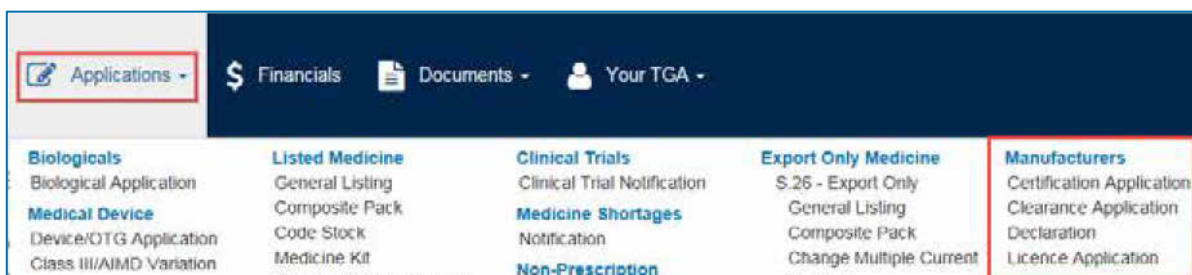 Applications
$ Financials
Documents
Your TGA
Biologicals
Biological Application
Medical Device
Device/OTG Application
Class III/AIMD Variation
Listed Medicine
General Listing
Composite Pack
Code Stock
Medicine Kit
Clinical Trials
Clinical Trial Notification
Medicine Shortages
Notification
Non-Prescription
Export Only Medicine
S.26 - Export Only
General Listing
Composite Pack
Change Multiple Current
Manufacturers
Certification Application
Clearance Application
Declaration
Licence Application